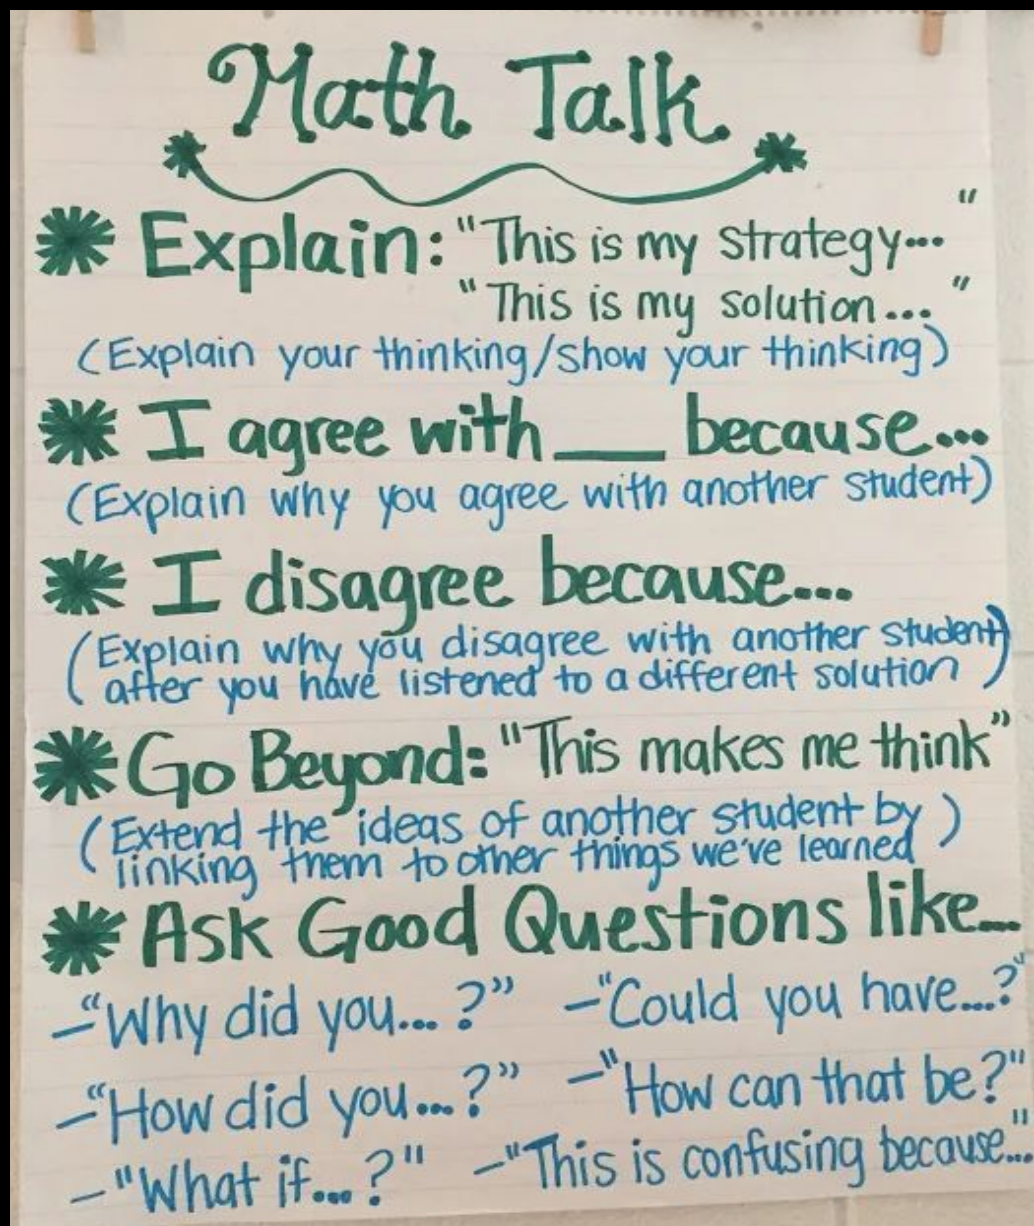 Math Talk
Explain: "This is my strategy... "
"This is my solution... "
(Explain your thinking/show your thinking)
I agree with ___ because...
(Explain why you agree with another student)
I disagree because...
(Explain why you disagree with another student
after you have listened to a different solution)
Go Beyond: "This makes me think"
(Extend the ideas of another student by
linking them to other things we've learned)
Ask Good Questions like...
-"Why did you... ?" -"Could you have...?"
-"How did you... ?" -"How can that be?"
-"What if... ?" -"This is confusing because..."